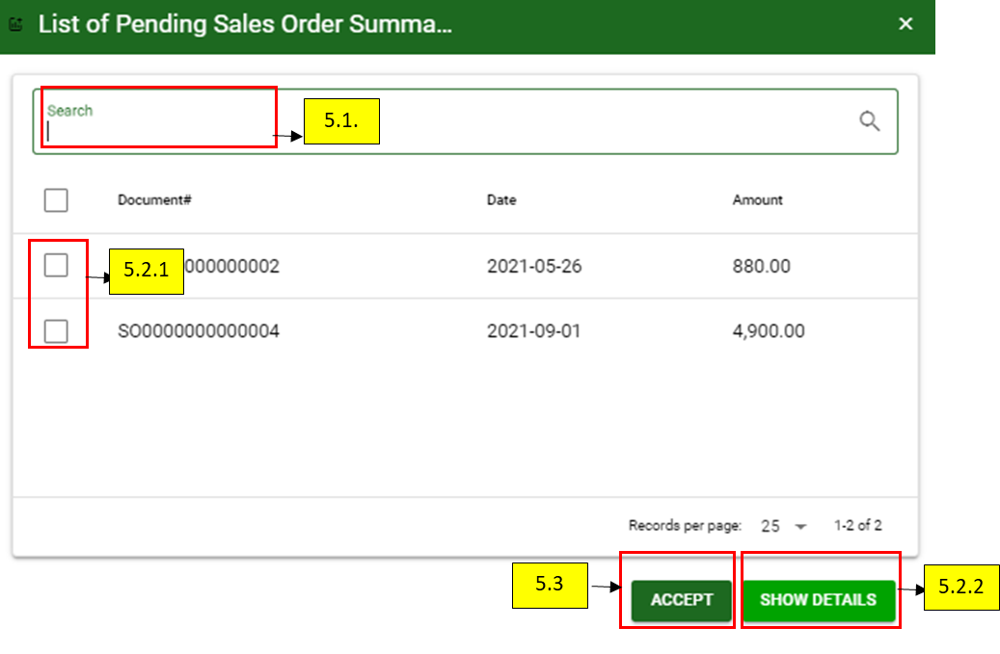 List of Pending Sales Order Summa...
Search
5.1.
Document# Date Amount
5.2.1 000000002 2021-05-26 880.00
SO0000000000004 2021-09-01 4,900.00
Records per page: 25 1-2 of 2
5.3 ACCEPT SHOW DETAILS 5.2.2